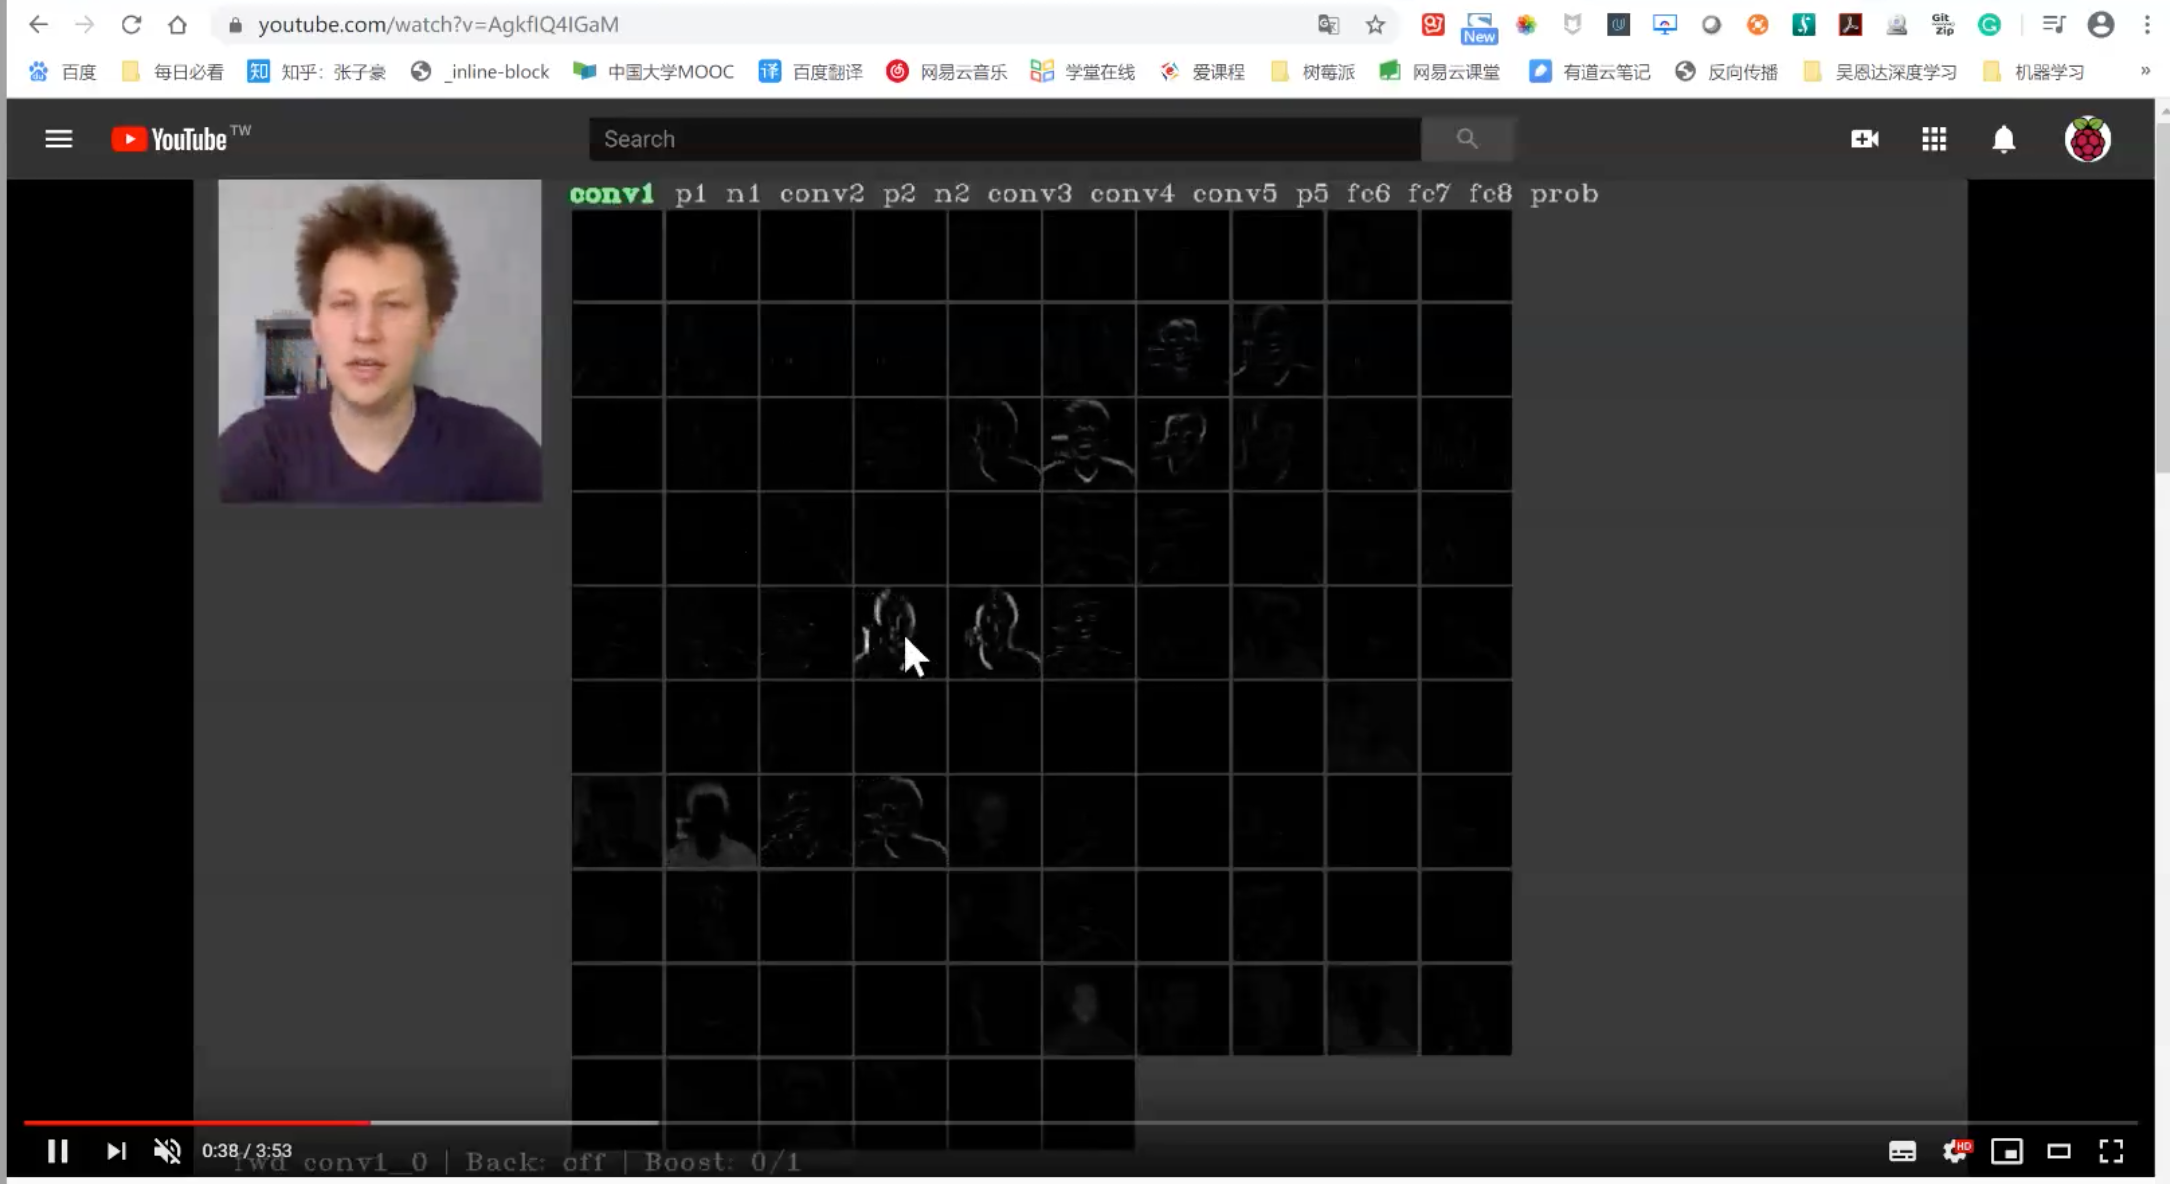 youtube.com/watch?v=AgkfIQ4IGaM
New
Git
Zip
百度 每日必看 知 知乎：张子豪 _inline-block 中国大学MOOC 译 百度翻译 网易云音乐 学堂在线 爱课程 树莓派 网易云课堂 有道云笔记 反向传播 吴恩达深度学习 机器学习 »
YouTube TW Search
conv1 p1 n1 conv2 p2 n2 conv3 conv4 conv5 p5 fc6 fc7 fc8 prob
0:38 / 3:53 HD
fwd conv1_0 | Back: off | Boost: 0/1